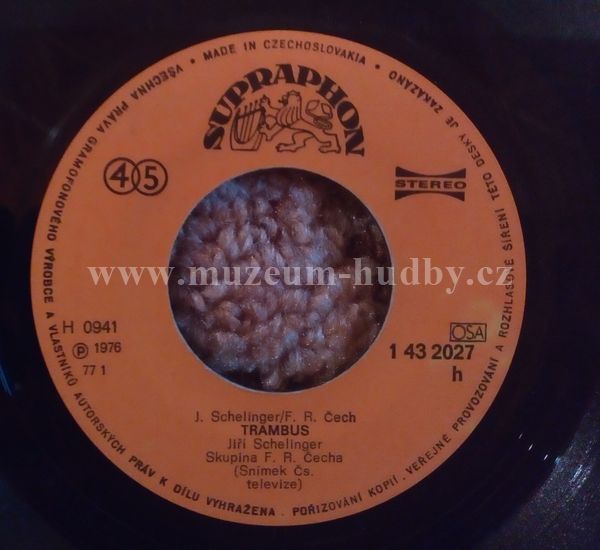 VŠECHNA PRÁVA GRAMOFONOVÉHO VÝROBCE A VLASTNÍKŮ AUTORSKÝCH PRÁV K DÍLU VYHRAŽENA • POŘIZOVÁNÍ KOPIÍ • VEŘEJNÉ PROVOZOVÁNÍ A ROZHLASOVÉ ŠÍŘENÍ TÉTO DESKY JE ZAKÁZÁNO • MADE IN CZECHOSLOVAKIA •
SUPRAPHON
45
STEREO
www.muzeum-hudby.cz
H 0941
Ⓟ 1976
77 1
OSA
1 43 2027
h
J. Schelinger/F. R. Čech
TRAMBUS
Jiří Schelinger
Skupina F. R. Čecha
(Snímek Čs.
televize)